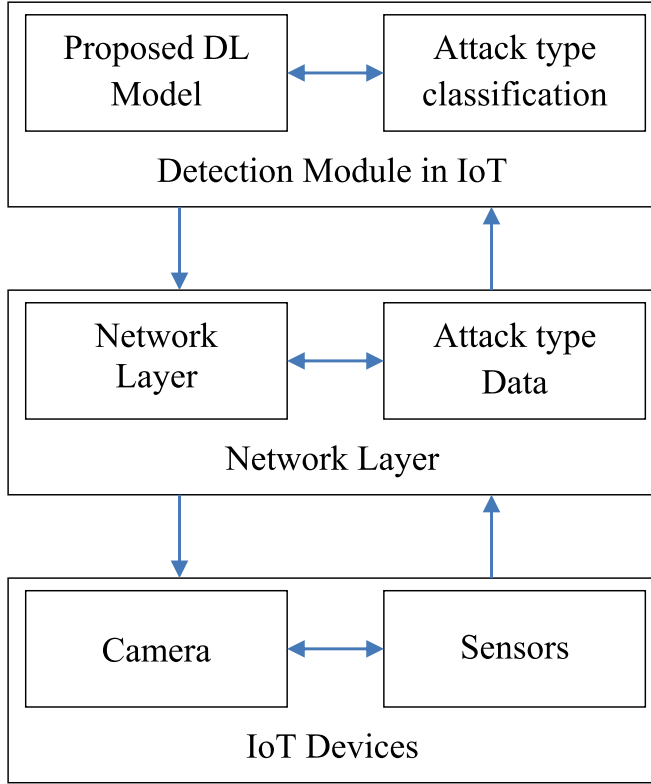 Proposed DL
Model
Attack type
classification
Detection Module in IoT
Network
Layer
Attack type
Data
Network Layer
Camera
Sensors
IoT Devices